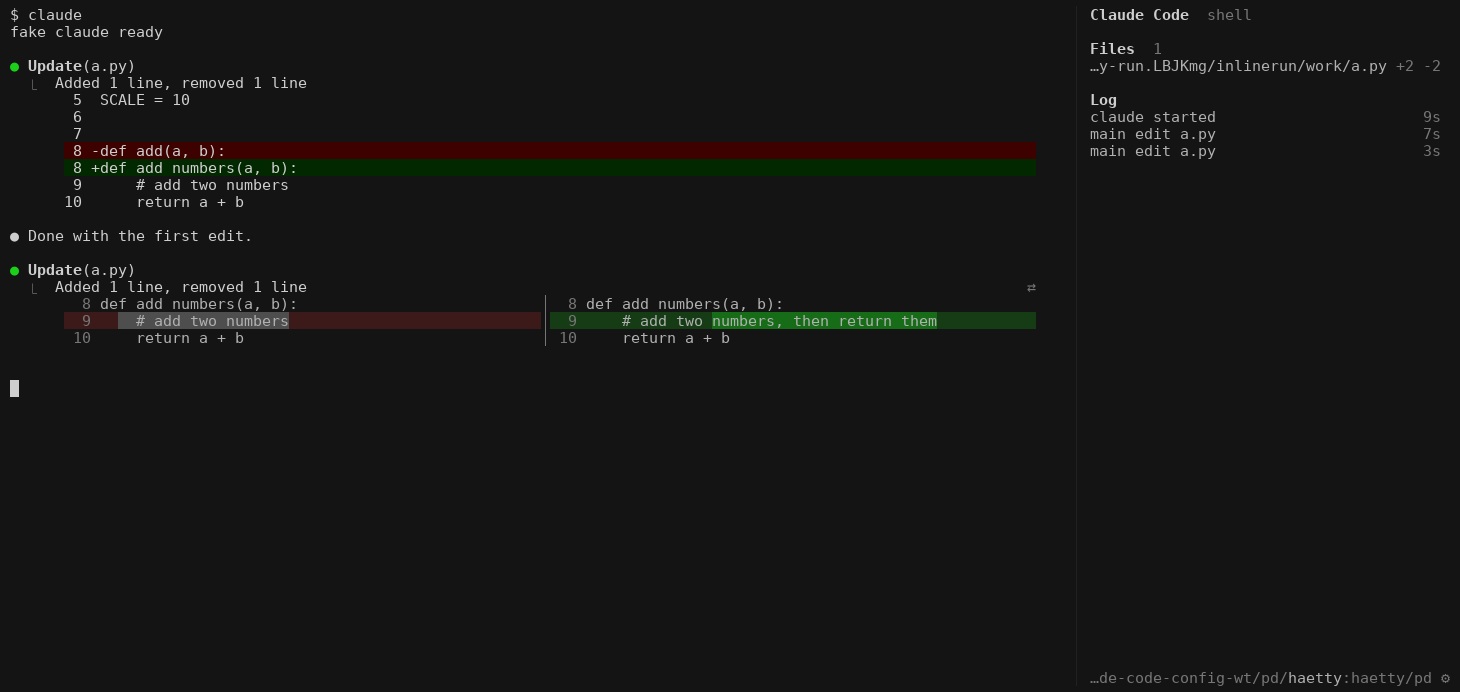 $ claude
fake claude ready
● Update(a.py)
⎿ Added 1 line, removed 1 line
5 SCALE = 10
6
7
8 -def add(a, b):
8 +def add numbers(a, b):
9 # add two numbers
10 return a + b
● Done with the first edit.
● Update(a.py)
⎿ Added 1 line, removed 1 line ⇄
8 def add numbers(a, b): 8 def add numbers(a, b):
9 # add two numbers 9 # add two numbers, then return them
10 return a + b 10 return a + b
Claude Code shell
Files 1
…y-run.LBJKmg/inlinerun/work/a.py +2 -2
Log
claude started 9s
main edit a.py 7s
main edit a.py 3s
…de-code-config-wt/pd/haetty:haetty/pd ⚙